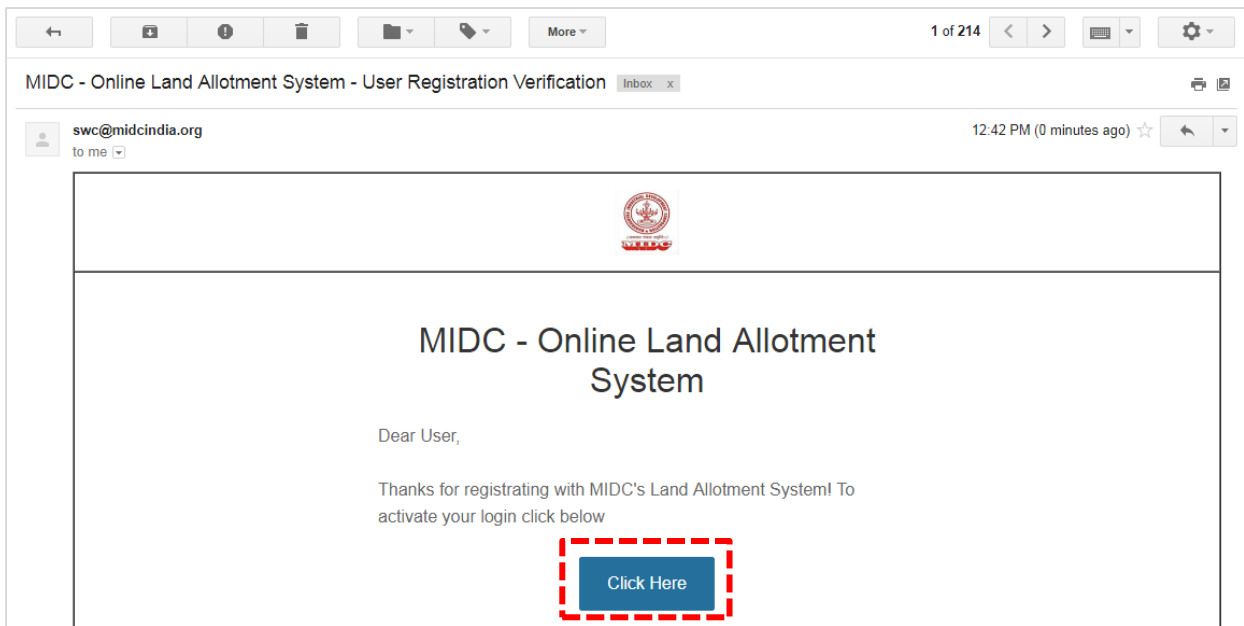 More
1 of 214
MIDC - Online Land Allotment System - User Registration Verification Inbox x
swc@midcindia.org
12:42 PM (0 minutes ago)
to me
MIDC
MIDC - Online Land Allotment
System
Dear User,
Thanks for registrating with MIDC's Land Allotment System! To
activate your login click below
Click Here